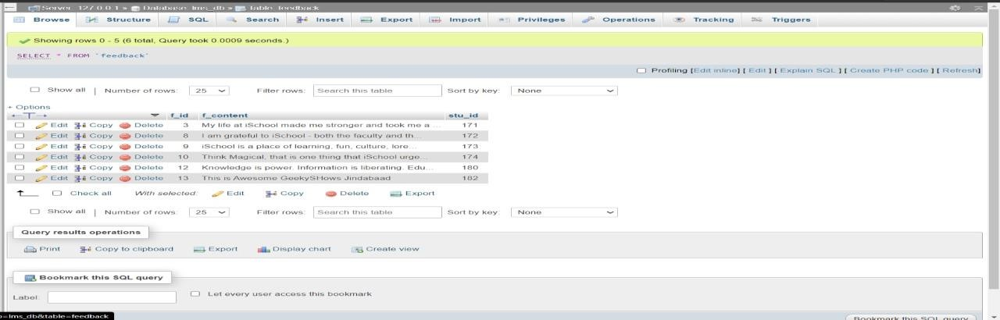 Server: 127.0.0.1 » Database: lms_db » Table: feedback
Browse Structure SQL Search Insert Export Import Privileges Operations Tracking Triggers
Showing rows 0 - 5 (6 total, Query took 0.0009 seconds.)
SELECT * FROM `feedback`
Profiling [Edit inline] [ Edit ] [ Explain SQL ] [ Create PHP code ] [ Refresh]
Show all | Number of rows: 25 Filter rows: Search this table Sort by key: None
+ Options
←T→ f_id f_content stu_id
Edit Copy Delete 3 My life at iSchool made me stronger and took me a ... 171
Edit Copy Delete 8 I am grateful to iSchool - both the faculty and th... 172
Edit Copy Delete 9 iSchool is a place of learning, fun, culture, lore... 173
Edit Copy Delete 10 Think Magical, that is one thing that iSchool urge... 174
Edit Copy Delete 12 Knowledge is power. Information is liberating. Edu... 180
Edit Copy Delete 13 This is Awesome GeekySHows Jindabaad 182
Check all With selected: Edit Copy Delete Export
Show all | Number of rows: 25 Filter rows: Search this table Sort by key: None
Query results operations
Print Copy to clipboard Export Display chart Create view
Bookmark this SQL query
Label: Let every user access this bookmark
=lms_db&table=feedback
Bookmark this SQL query